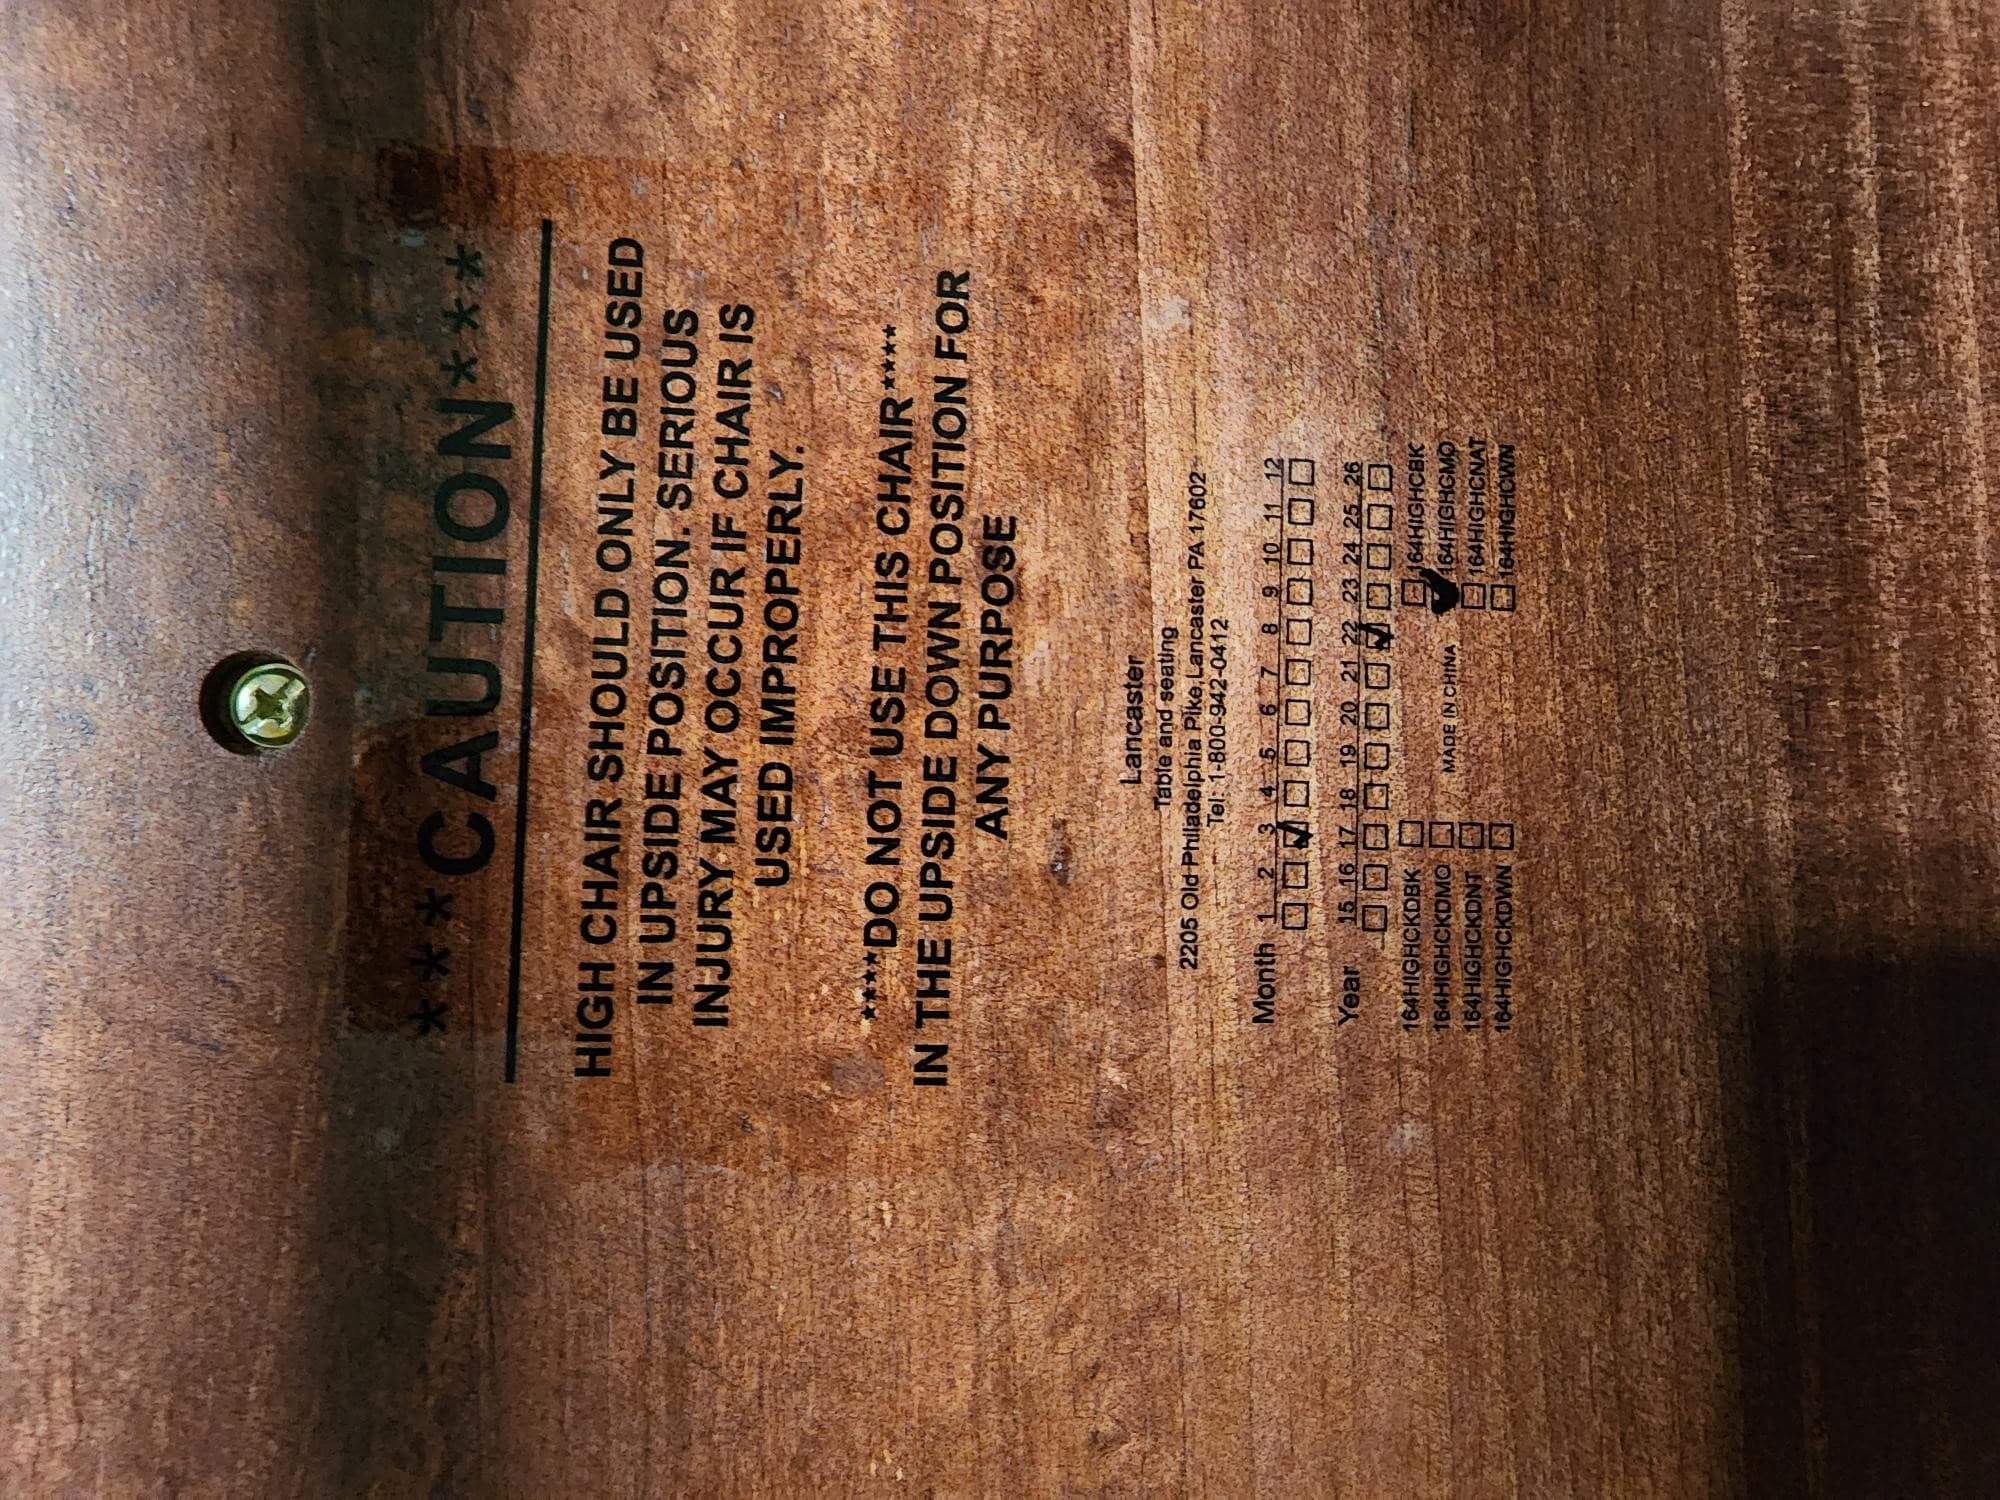 ***CAUTION***
HIGH CHAIR SHOULD ONLY BE USED
IN UPSIDE POSITION. SERIOUS
INJURY MAY OCCUR IF CHAIR IS
USED IMPROPERLY.
****DO NOT USE THIS CHAIR****
IN THE UPSIDE DOWN POSITION FOR
ANY PURPOSE
Lancaster
Table and seating
2205 Old Philadelphia Pike,Lancaster PA 17602
Tel: 1-800-942-0412
Month 1 2 3 4 5 6 7 8 9 10 11 12
Year 15 16 17 18 19 20 21 22 23 24 25 26
164HIGHCKDBK 164HIGHCBK
164HIGHCKDMO MADE IN CHINA 164HIGHCMO
164HIGHCKDNT 164HIGHCNAT
164HIGHCKDWN 164HIGHCWN